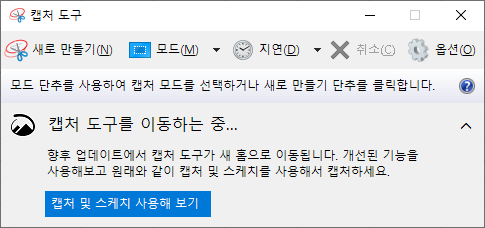 캡처 도구
새로 만들기(N) 모드(M) 지연(D) 취소(C) 옵션(O)
모드 단추를 사용하여 캡처 모드를 선택하거나 새로 만들기 단추를 클릭합니다.
캡처 도구를 이동하는 중...
향후 업데이트에서 캡처 도구가 새 홈으로 이동됩니다. 개선된 기능을
사용해보고 원래와 같이 캡처 및 스케치를 사용해서 캡처하세요.
캡처 및 스케치 사용해 보기